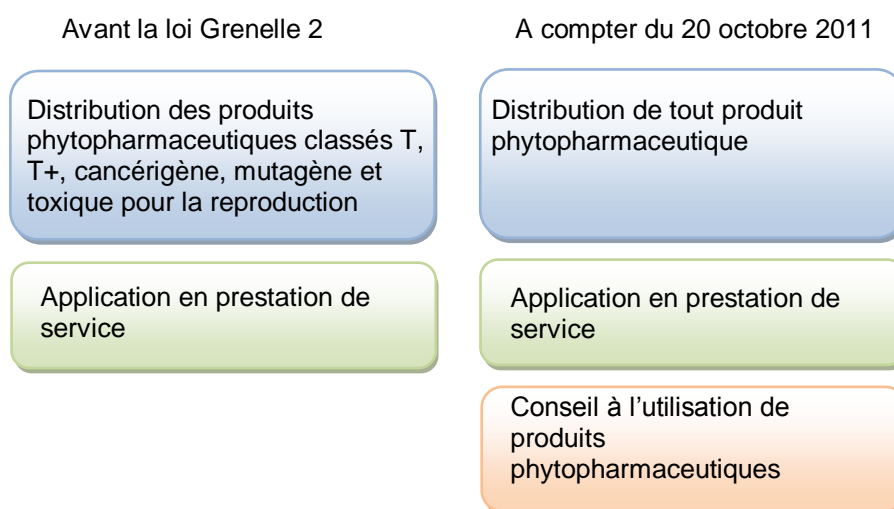 Avant la loi Grenelle 2
A compter du 20 octobre 2011
Distribution des produits
phytopharmaceutiques classés T,
T+, cancérigène, mutagène et
toxique pour la reproduction
Distribution de tout produit
phytopharmaceutique
Application en prestation de
service
Application en prestation de
service
Conseil à l’utilisation de
produits
phytopharmaceutiques